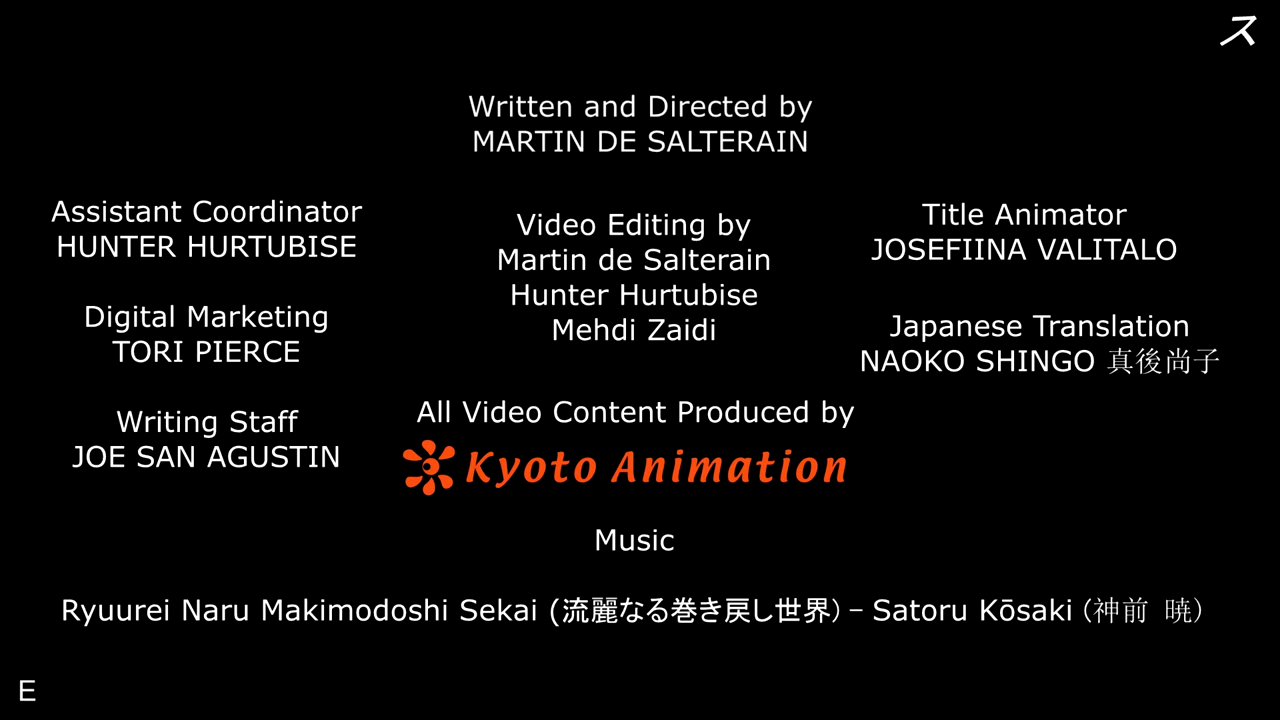 ス
Written and Directed by
MARTIN DE SALTERAIN
Assistant Coordinator
HUNTER HURTUBISE
Digital Marketing
TORI PIERCE
Writing Staff
JOE SAN AGUSTIN
Video Editing by
Martin de Salterain
Hunter Hurtubise
Mehdi Zaidi
Title Animator
JOSEFIINA VALITALO
Japanese Translation
NAOKO SHINGO 真後尚子
All Video Content Produced by
Kyoto Animation
Music
Ryuurei Naru Makimodoshi Sekai (流麗なる巻き戻し世界) – Satoru Kōsaki (神前 暁)
E